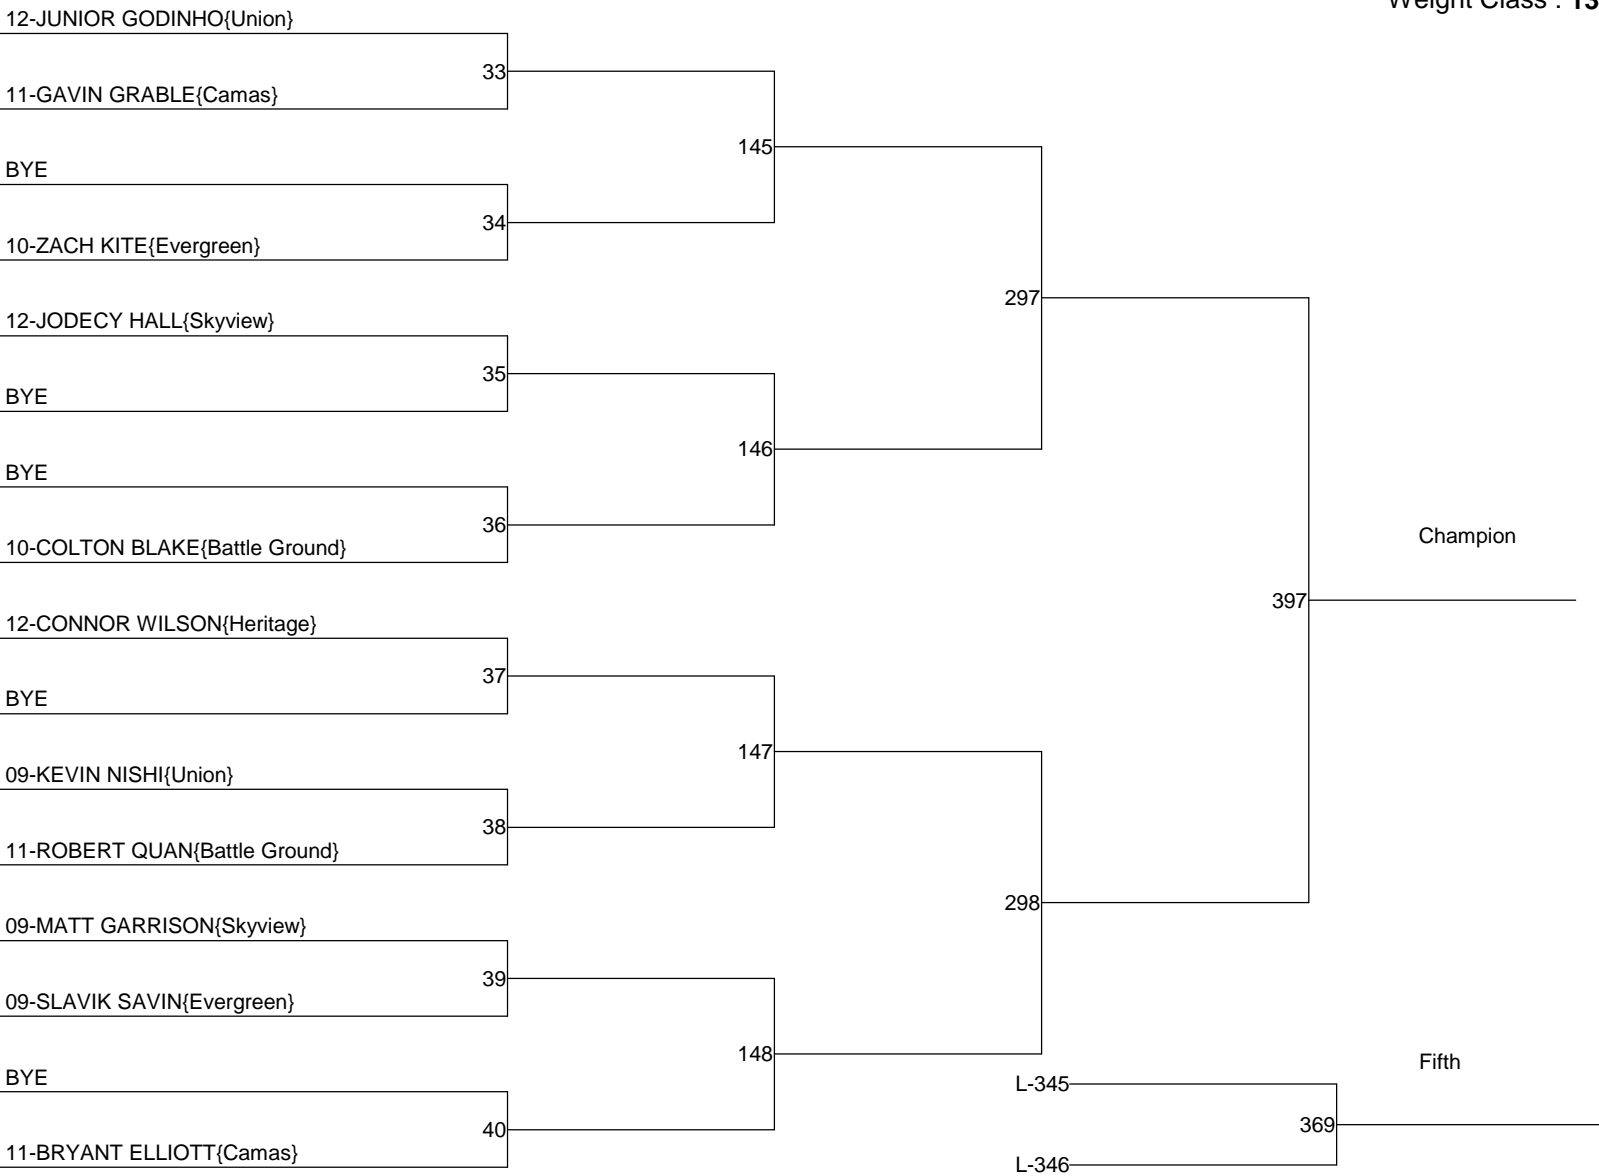 Weight Class : 13
12-JUNIOR GODINHO{Union}
33
11-GAVIN GRABLE{Camas}
145
BYE
34
10-ZACH KITE{Evergreen}
297
12-JODECY HALL{Skyview}
35
BYE
146
BYE
36
10-COLTON BLAKE{Battle Ground}
Champion
397
12-CONNOR WILSON{Heritage}
37
BYE
147
09-KEVIN NISHI{Union}
38
11-ROBERT QUAN{Battle Ground}
298
09-MATT GARRISON{Skyview}
39
09-SLAVIK SAVIN{Evergreen}
148
Fifth
BYE
L-345
40
369
11-BRYANT ELLIOTT{Camas}
L-346